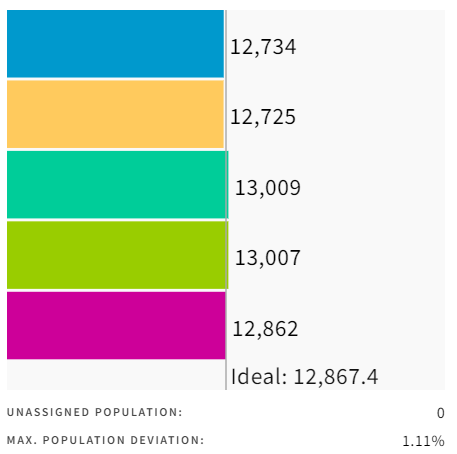 12,734
12,725
13,009
13,007
12,862
Ideal: 12,867.4
UNASSIGNED POPULATION: 0
MAX. POPULATION DEVIATION: 1.11%